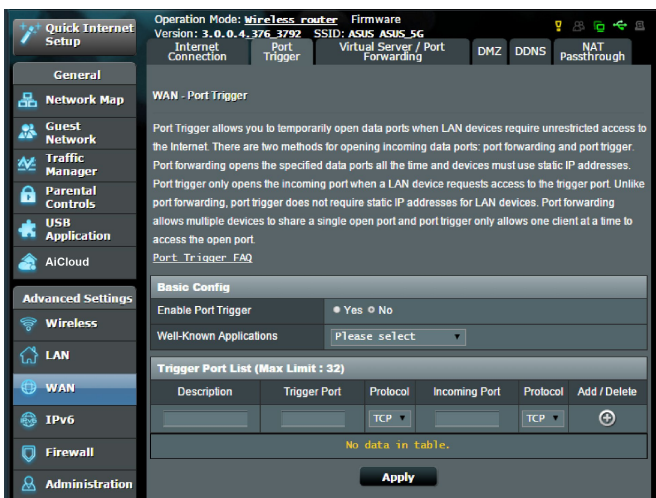 Operation Mode: Wireless router Firmware
Version: 3.0.0.4.376_3792 SSID: ASUS ASUS_5G
Quick Internet
Setup
General
Network Map
Guest
Network
Traffic
Manager
Parental
Controls
USB
Application
AiCloud
Advanced Settings
Wireless
LAN
WAN
IPv6
Firewall
Administration
Internet
Connection
Port
Trigger
Virtual Server / Port
Forwarding
DMZ
DDNS
NAT
Passthrough
WAN - Port Trigger
Port Trigger allows you to temporarily open data ports when LAN devices require unrestricted access to
the Internet. There are two methods for opening incoming data ports: port forwarding and port trigger.
Port forwarding opens the specified data ports all the time and devices must use static IP addresses.
Port trigger only opens the incoming port when a LAN device requests access to the trigger port. Unlike
port forwarding, port trigger does not require static IP addresses for LAN devices. Port forwarding
allows multiple devices to share a single open port and port trigger only allows one client at a time to
access the open port.
Port Trigger FAQ
Basic Config
Enable Port Trigger Yes No
Well-Known Applications Please select
Trigger Port List (Max Limit : 32)
Description Trigger Port Protocol Incoming Port Protocol Add / Delete
TCP TCP
No data in table.
Apply